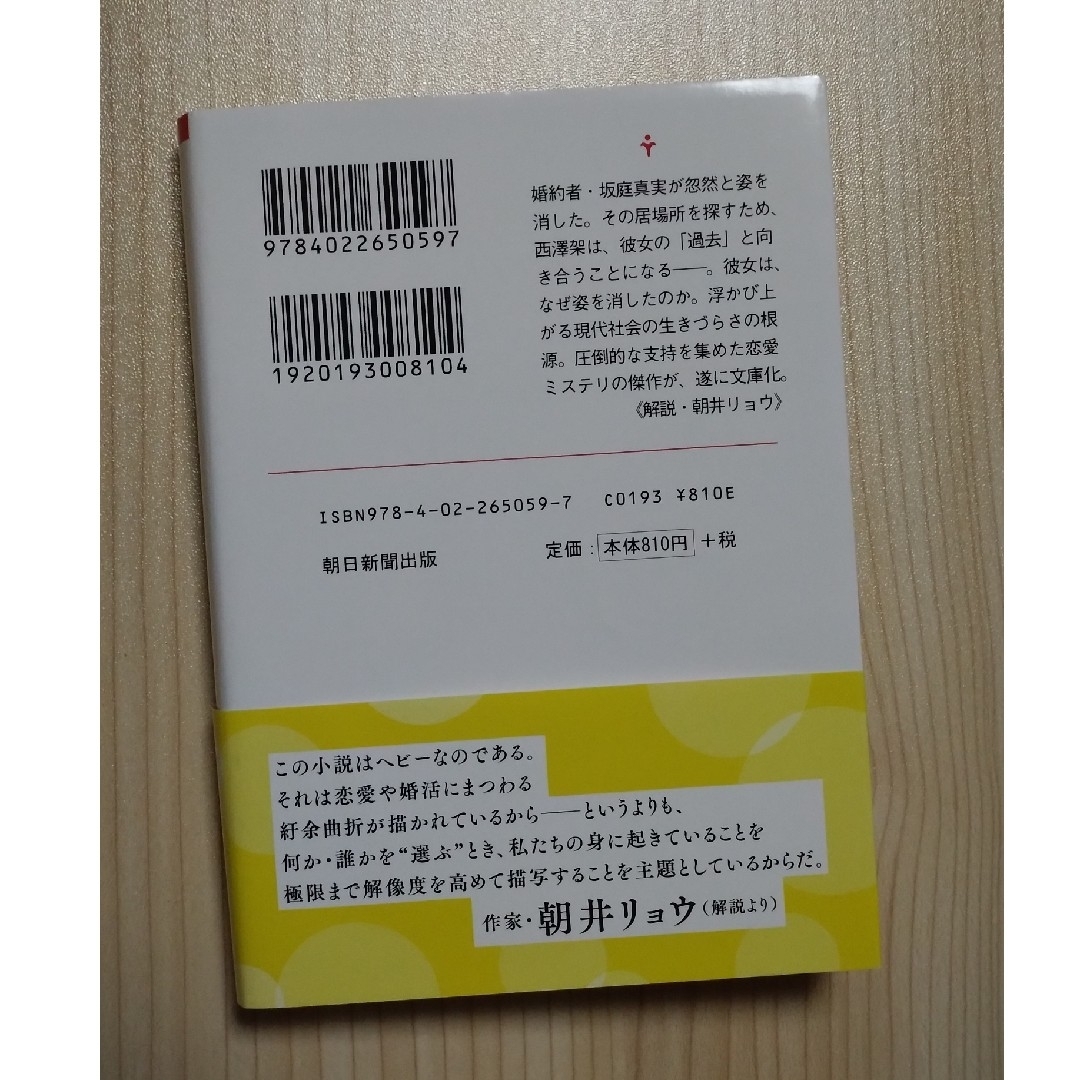 9784022650597
1920193008104
婚約者・坂庭真実が忽然と姿を
消した。その居場所を探すため、
西澤架は、彼女の「過去」と向
き合うことになる――。彼女は、
なぜ姿を消したのか。浮かび上
がる現代社会の生きづらさの根
源。圧倒的な支持を集めた恋愛
ミステリの傑作が、遂に文庫化。
《解説・朝井リョウ》
ISBN978-4-02-265059-7 C0193 ¥810E
朝日新聞出版
定価：本体810円＋税
この小説はヘビーなのである。
それは恋愛や婚活にまつわる
紆余曲折が描かれているから――というよりも、
何か・誰かを“選ぶ”とき、私たちの身に起きていることを
極限まで解像度を高めて描写することを主題としているからだ。
作家・朝井リョウ（解説より）